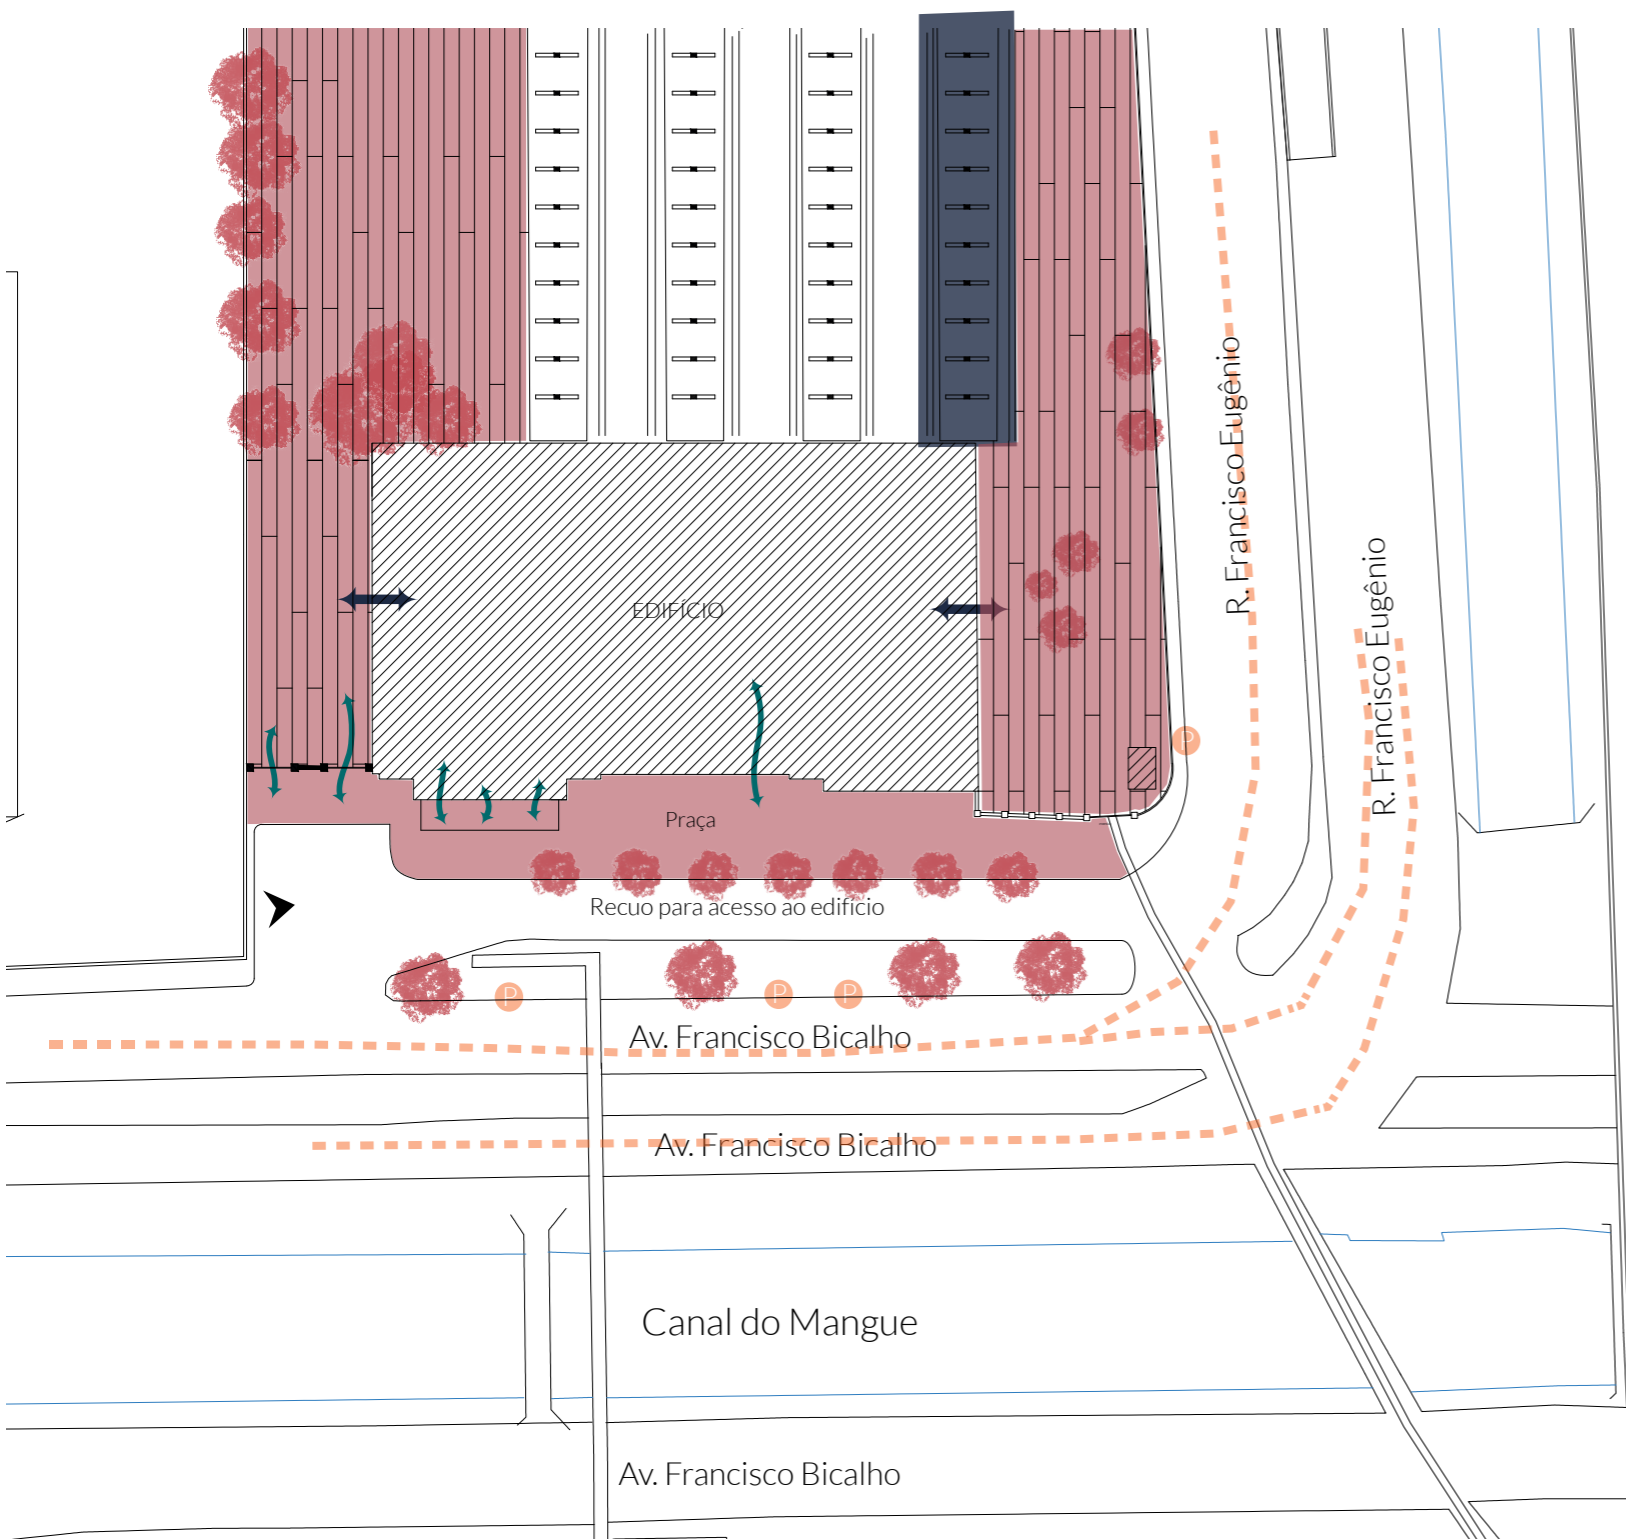 R. Francisco Eugênio
R. Francisco Eugênio
EDIFÍCIO
P
Praça
Recuo para acesso ao edifício
P
P
P
Av. Francisco Bicalho
Av. Francisco Bicalho
Canal do Mangue
Av. Francisco Bicalho